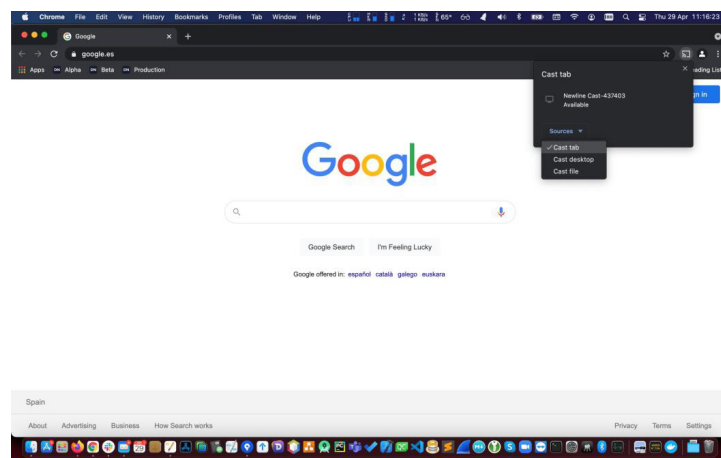 Chrome File Edit View History Bookmarks Profiles Tab Window Help 65° Thu 29 Apr 11:16:23
Google
google.es
Apps Alpha Beta Production
Cast tab
Newline Cast-437403
Available
Sources
Cast tab
Cast desktop
Cast file
Google
Google Search I'm Feeling Lucky
Google offered in: español català galego euskara
Spain
About Advertising Business How Search works Privacy Terms Settings